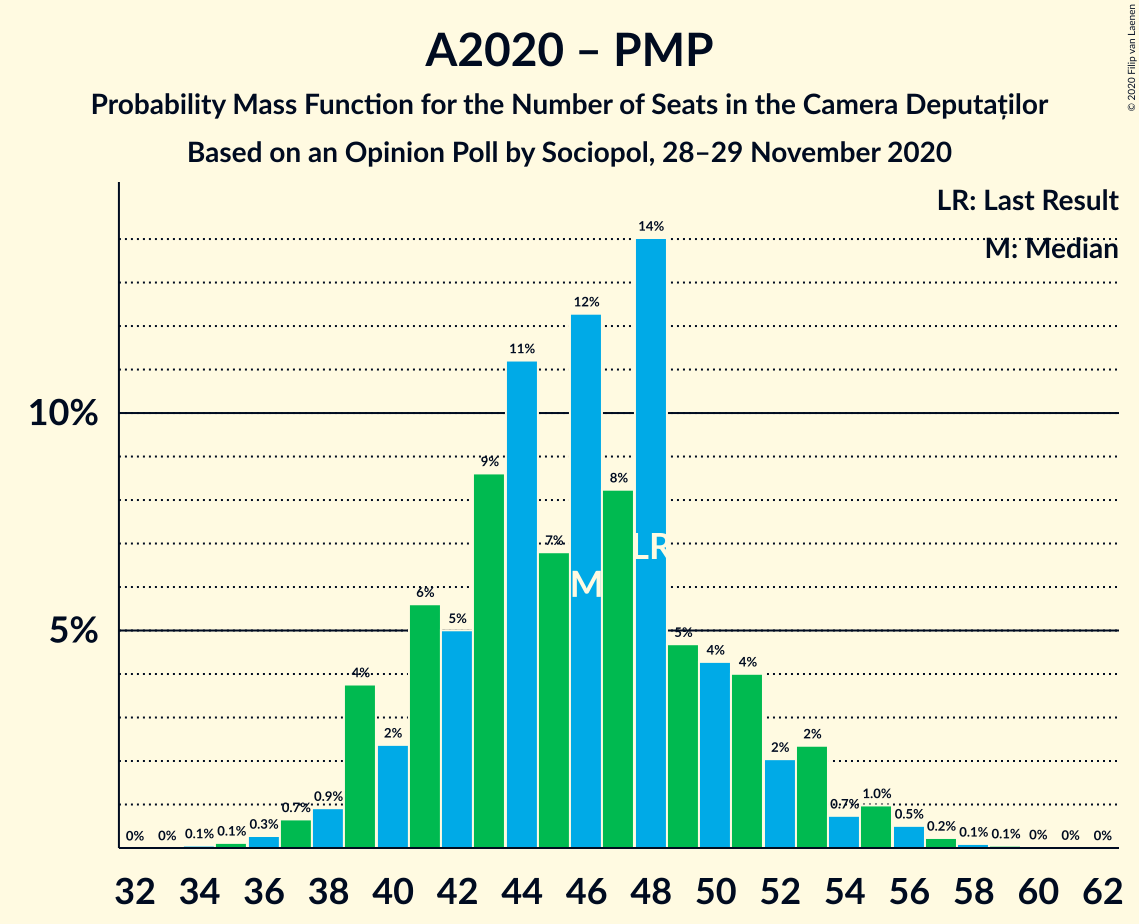 A2020 – PMP
Probability Mass Function for the Number of Seats in the Camera Deputaților
Based on an Opinion Poll by Sociopol, 28–29 November 2020
© 2020 Filip van Laenen
LR: Last Result
M: Median
10%
5%
0% 0% 0.1% 0.1% 0.3% 0.7% 0.9% 4% 2% 6% 5% 9% 11% 7% 12% 8% 14% 5% 4% 4% 2% 2% 0.7% 1.0% 0.5% 0.2% 0.1% 0.1% 0% 0% 0%
LR
M
32 34 36 38 40 42 44 46 48 50 52 54 56 58 60 62